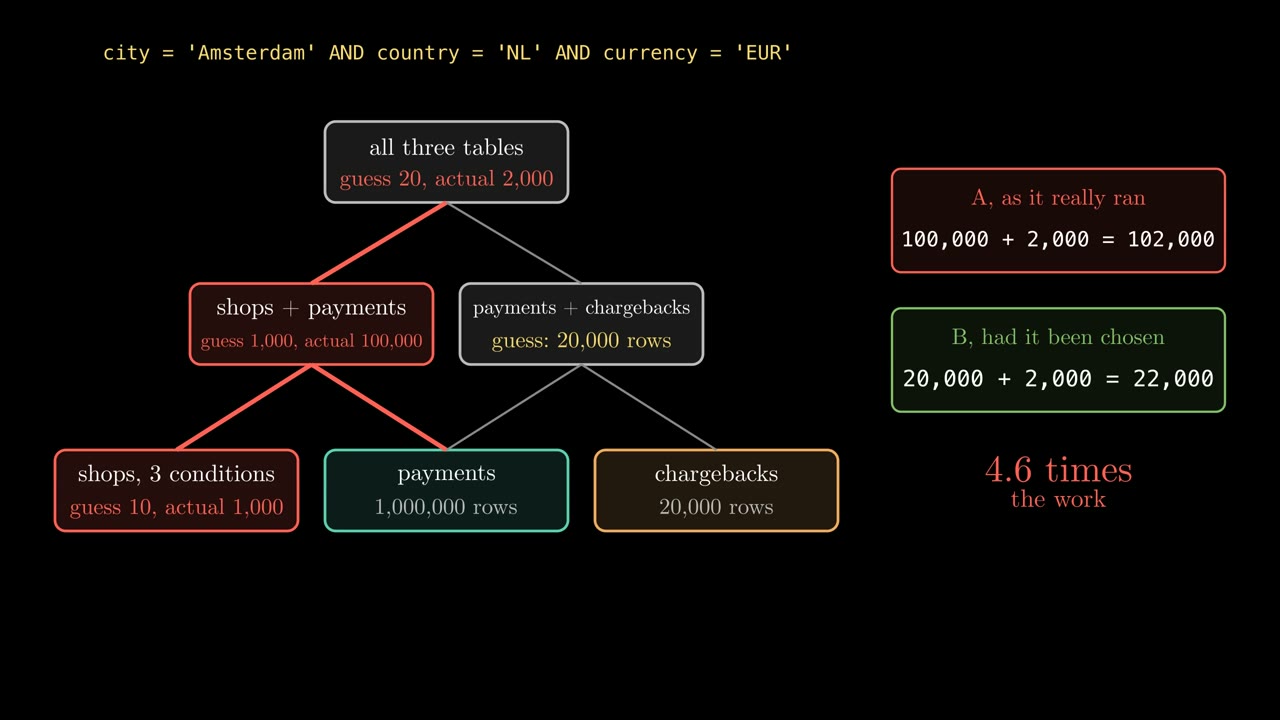 city = 'Amsterdam' AND country = 'NL' AND currency = 'EUR'
all three tables
guess 20, actual 2,000
shops + payments
guess 1,000, actual 100,000
payments + chargebacks
guess: 20,000 rows
shops, 3 conditions
guess 10, actual 1,000
payments
1,000,000 rows
chargebacks
20,000 rows
A, as it really ran
100,000 + 2,000 = 102,000
B, had it been chosen
20,000 + 2,000 = 22,000
4.6 times
the work